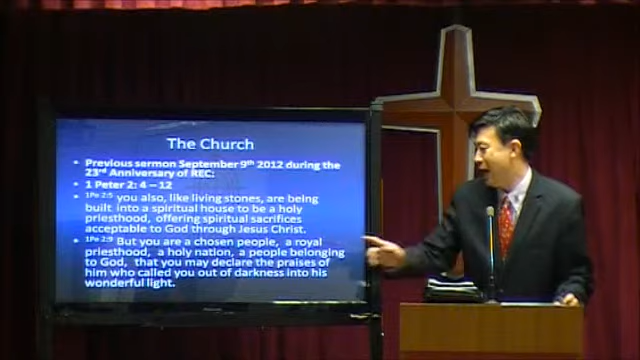 The Church
• Previous sermon September 9th 2012 during the
23rd Anniversary of REC:
• 1 Peter 2: 4 – 12
• 1Pe 2:5 you also, like living stones, are being
built into a spiritual house to be a holy
priesthood, offering spiritual sacrifices
acceptable to God through Jesus Christ.
• 1Pe 2:9 But you are a chosen people, a royal
priesthood, a holy nation, a people belonging
to God, that you may declare the praises of
him who called you out of darkness into his
wonderful light.